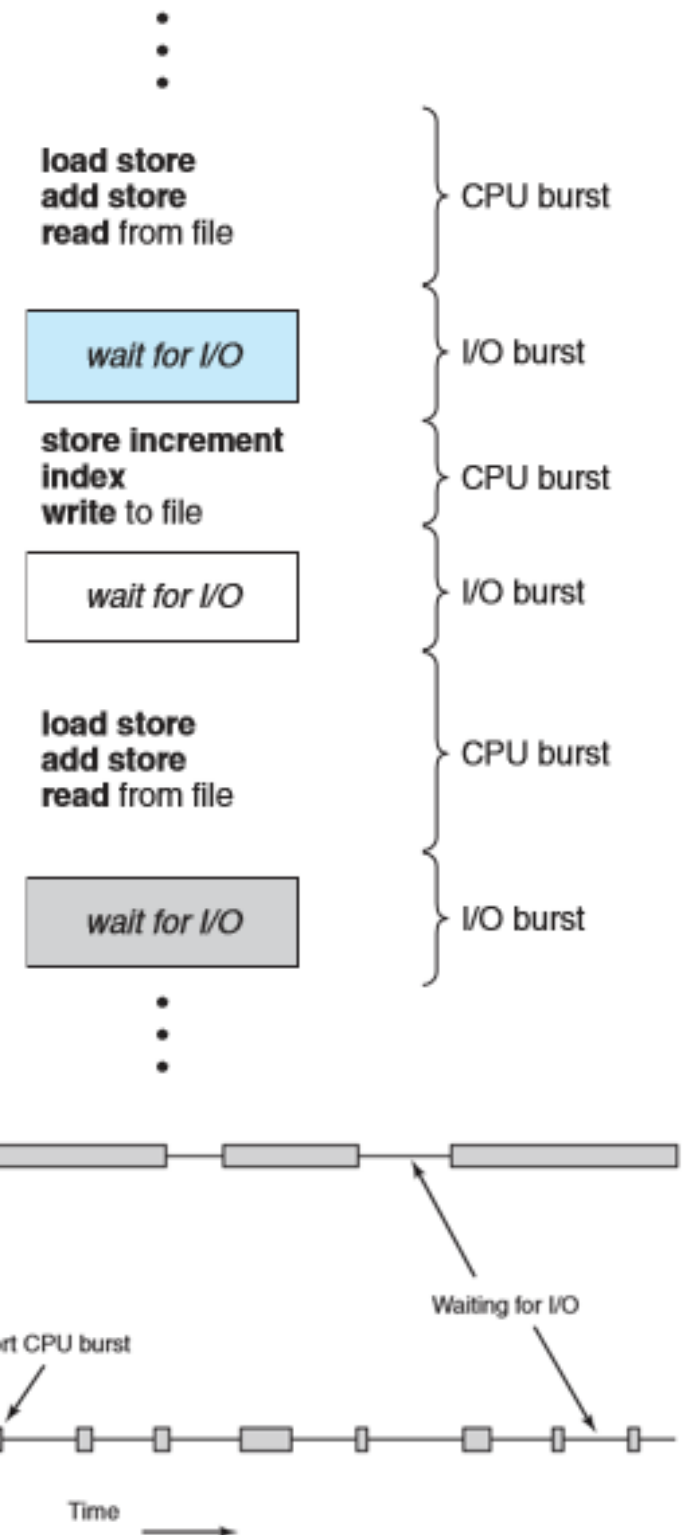 load store
add store
read from file
CPU burst
wait for I/O
I/O burst
store increment
index
write to file
CPU burst
wait for I/O
I/O burst
load store
add store
read from file
CPU burst
wait for I/O
I/O burst
Waiting for I/O
rt CPU burst
Time